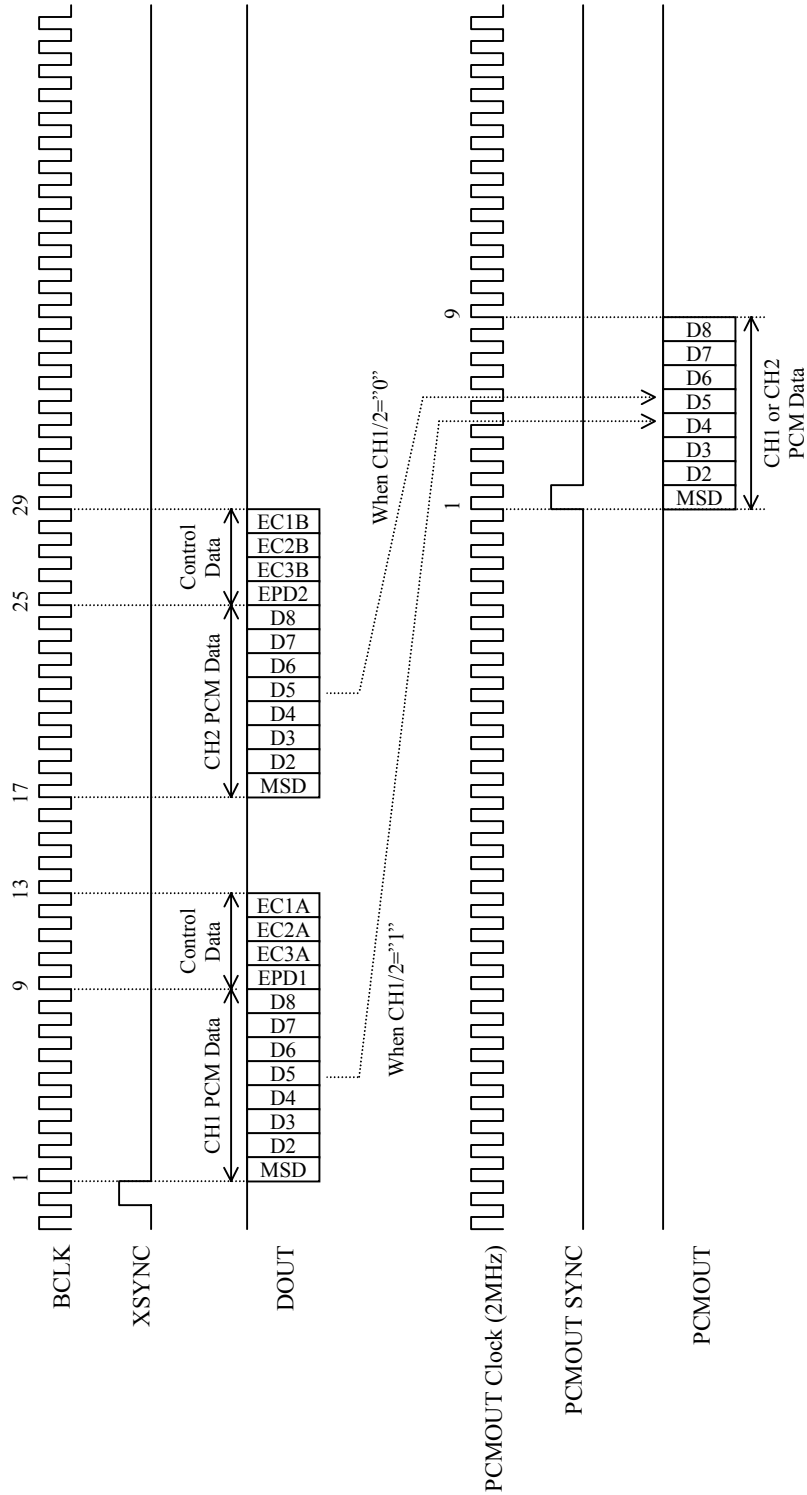 BCLK
1 9 13 17 25 29
XSYNC
CH1 PCM Data
Control
Data
CH2 PCM Data
Control
Data
DOUT
MSD D2 D3 D4 D5 D6 D7 D8 EPD1 EC3A EC2A EC1A
MSD D2 D3 D4 D5 D6 D7 D8 EPD2 EC3B EC2B EC1B
When CH1/2=”1”
When CH1/2=”0”
PCMOUT Clock (2MHz)
1 9
PCMOUT SYNC
PCMOUT
MSD D2 D3 D4 D5 D6 D7 D8
CH1 or CH2
PCM Data